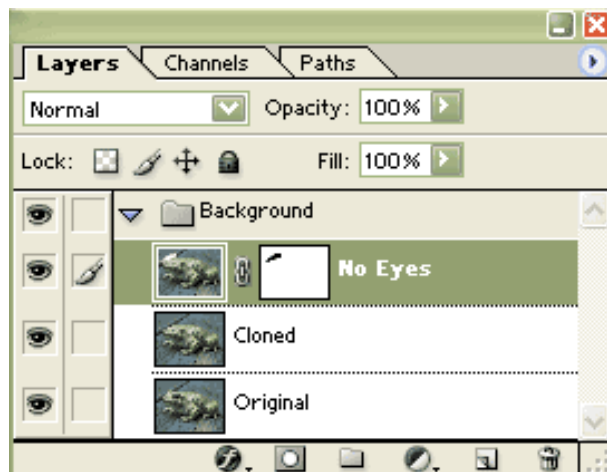 Layers Channels Paths
Normal Opacity: 100%
Lock: Fill: 100%
Background
No Eyes
Cloned
Original